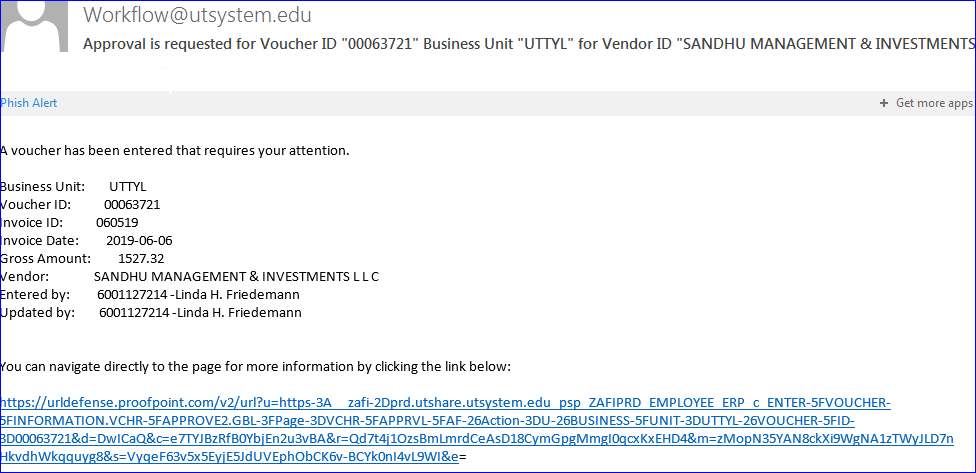 Workflow@utsystem.edu
Approval is requested for Voucher ID "00063721" Business Unit "UTTYL" for Vendor ID "SANDHU MANAGEMENT & INVESTMENTS
Phish Alert
+ Get more apps
A voucher has been entered that requires your attention.
Business Unit: UTTYL
Voucher ID: 00063721
Invoice ID: 060519
Invoice Date: 2019-06-06
Gross Amount: 1527.32
Vendor: SANDHU MANAGEMENT & INVESTMENTS L L C
Entered by: 6001127214 -Linda H. Friedemann
Updated by: 6001127214 -Linda H. Friedemann
You can navigate directly to the page for more information by clicking the link below:
https://urldefense.proofpoint.com/v2/url?u=https-3A__zafi-2Dprd.utshare.utsystem.edu_psp_ZAFIPRD_EMPLOYEE_ERP_c_ENTER-5FVOUCHER-
5FINFORMATION.VCHR-5FAPPROVE2.GBL-3FPage-3DVCHR-5FAPPRVL-5FAF-26Action-3DU-26BUSINESS-5FUNIT-3DUTTYL-26VOUCHER-5FID-
3D00063721&d=DwICaQ&c=e7TYJBzRfB0YbjEn2u3vBA&r=Qd7t4j1OzsBmLmrdCeAsD18CymGpgMmgI0qcxKxEHD4&m=zMopN35YAN8ckXi9WgNA1zTWyJLD7n
HkvdhWkqquyg8&s=VyqeF63v5x5EyjE5JdUVEphObCK6v-BCYk0nI4vL9WI&e=